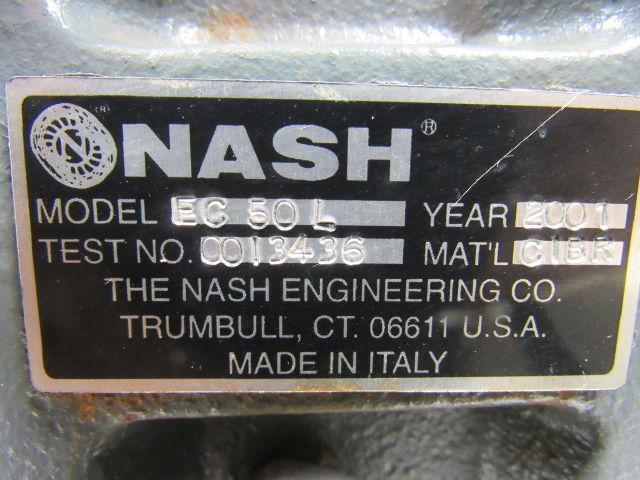 N NASH®
MODEL EC 50 L YEAR 2001
TEST NO. 0013436 MAT'L CIBR
THE NASH ENGINEERING CO.
TRUMBULL, CT. 06611 U.S.A.
MADE IN ITALY